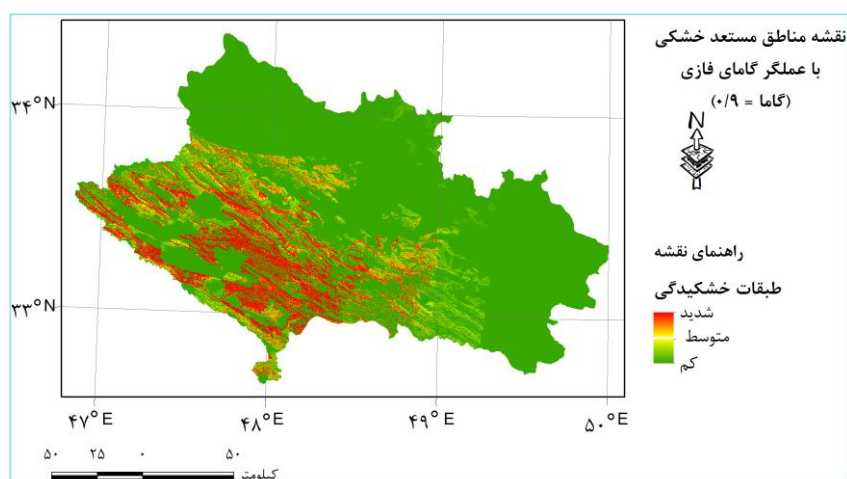 نقشه مناطق مستعد خشکی
با عملگر گامای فازی
(گاما = ۰/۹)
N
راهنمای نقشه
طبقات خشکیدگی
شدید
متوسط
کم
۳۴°N
۳۳°N
۴۷°E
۴۸°E
۴۹°E
۵۰°E
۵۰ ۲۵ ۰ ۵۰
کیلومتر